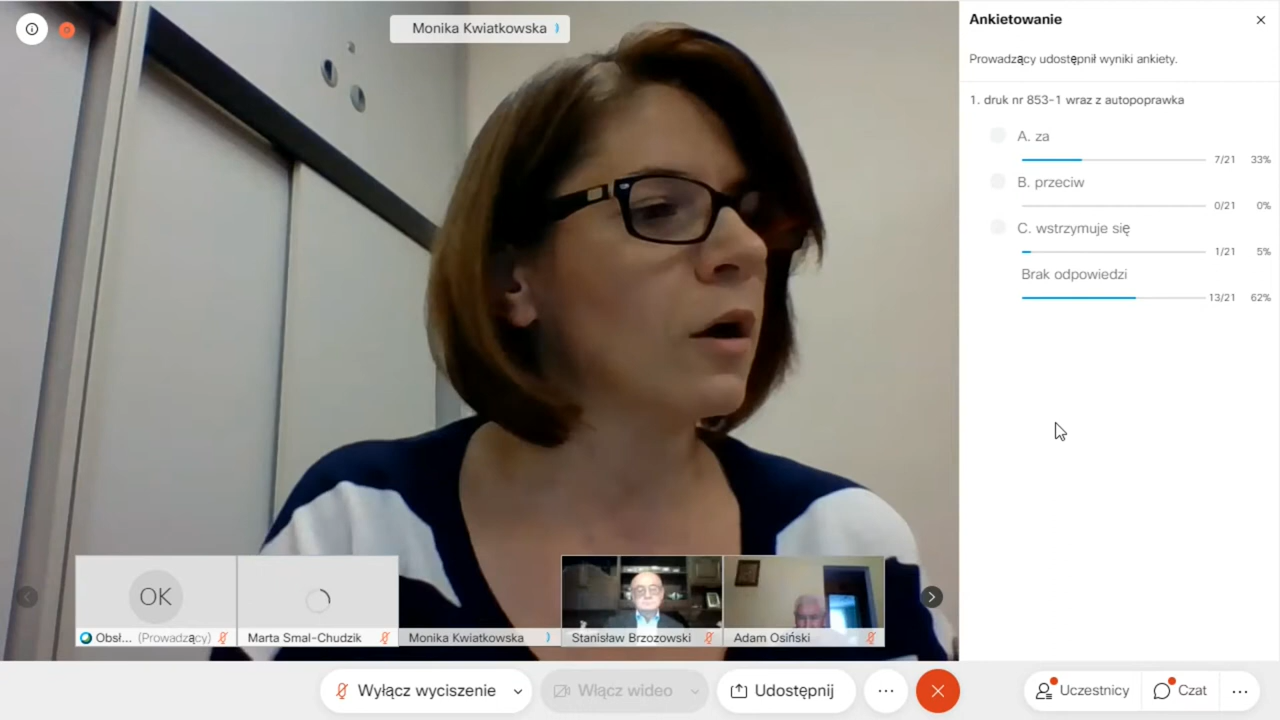 Monika Kwiatkowska
Ankietowanie
Prowadzący udostępnił wyniki ankiety.
1. druk nr 853-1 wraz z autopoprawka
A. za
7/21 33%
B. przeciw
0/21 0%
C. wstrzymuje się
1/21 5%
Brak odpowiedzi
13/21 62%
OK
Obsł... (Prowadzący)
Marta Smal-Chudzik
Monika Kwiatkowska
Stanisław Brzozowski
Adam Osiński
Wyłącz wyciszenie
Włącz wideo
Udostępnij
Uczestnicy
Czat